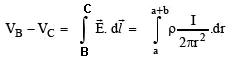 V_B − V_C = ∫_B^C E⃗. dl⃗ = ∫_a^{a+b} ρ I/(2πr²) .dr